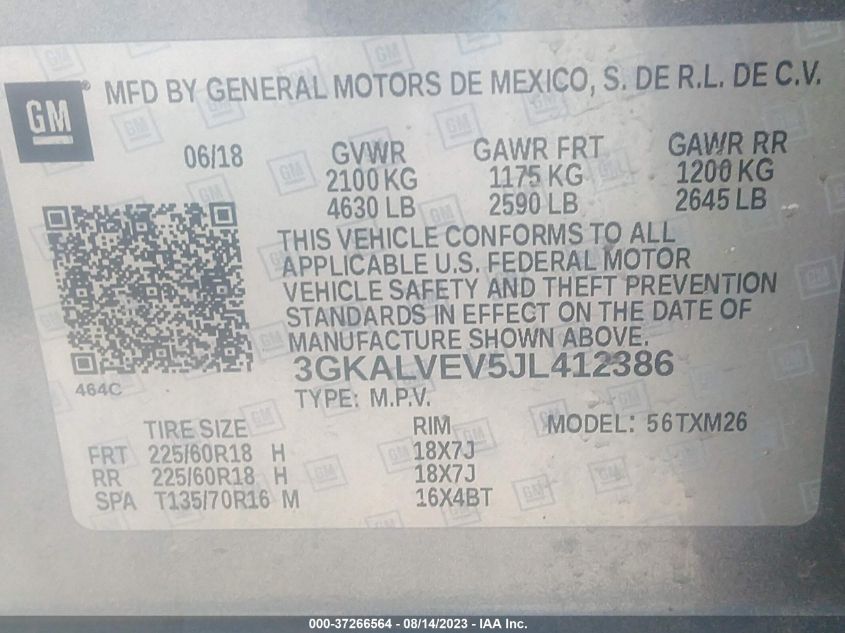 GM® MFD BY GENERAL MOTORS DE MEXICO, S. DE R.L. DE C.V.
06/18 GVWR GAWR FRT GAWR RR
2100 KG 1175 KG 1200 KG
4630 LB 2590 LB 2645 LB
THIS VEHICLE CONFORMS TO ALL
APPLICABLE U.S. FEDERAL MOTOR
VEHICLE SAFETY AND THEFT PREVENTION
STANDARDS IN EFFECT ON THE DATE OF
MANUFACTURE SHOWN ABOVE.
3GKALVEV5JL412386
464C
TYPE: M.P.V.
TIRE SIZE RIM MODEL: 56TXM26
FRT 225/60R18 H 18X7J
RR 225/60R18 H 18X7J
SPA T135/70R16 M 16X4BT
000-37266564 - 08/14/2023 - IAA Inc.